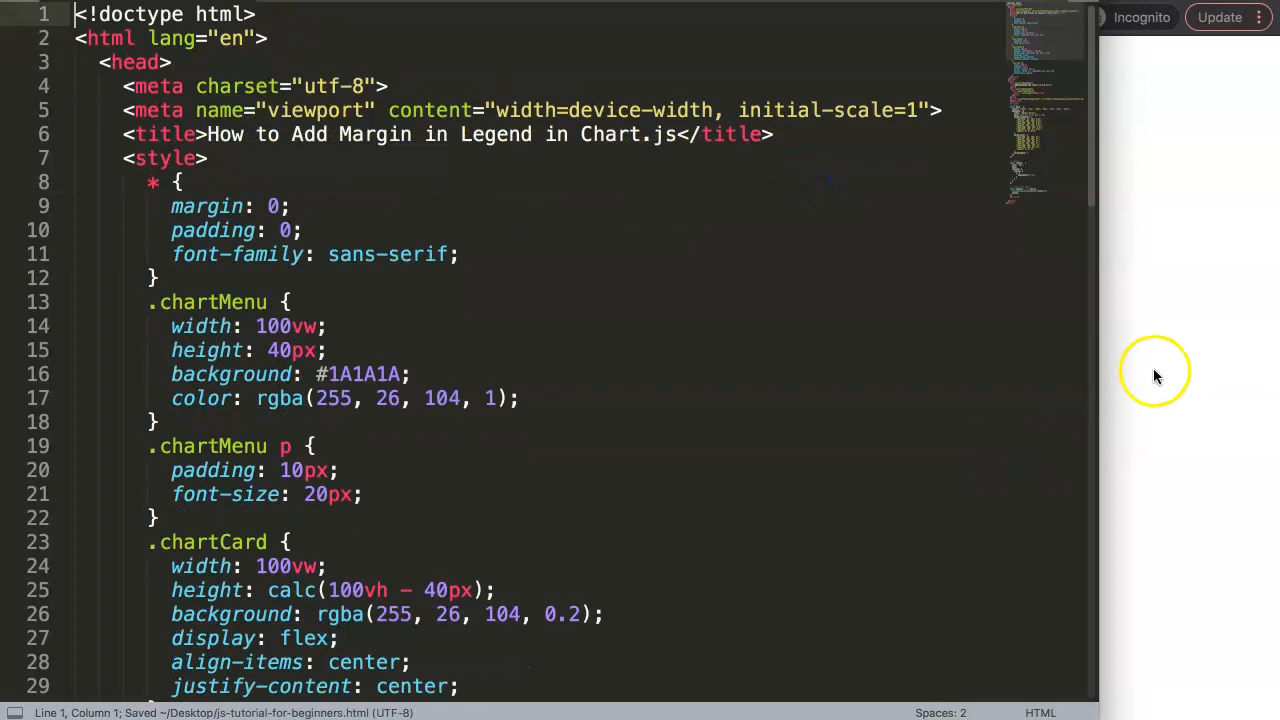 1 <!doctype html>
2 <html lang="en">
3 <head>
4 <meta charset="utf-8">
5 <meta name="viewport" content="width=device-width, initial-scale=1">
6 <title>How to Add Margin in Legend in Chart.js</title>
7 <style>
8 * {
9 margin: 0;
10 padding: 0;
11 font-family: sans-serif;
12 }
13 .chartMenu {
14 width: 100vw;
15 height: 40px;
16 background: #1A1A1A;
17 color: rgba(255, 26, 104, 1);
18 }
19 .chartMenu p {
20 padding: 10px;
21 font-size: 20px;
22 }
23 .chartCard {
24 width: 100vw;
25 height: calc(100vh - 40px);
26 background: rgba(255, 26, 104, 0.2);
27 display: flex;
28 align-items: center;
29 justify-content: center;
Incognito Update
Line 1, Column 1; Saved ~/Desktop/js-tutorial-for-beginners.html (UTF-8) Spaces: 2 HTML